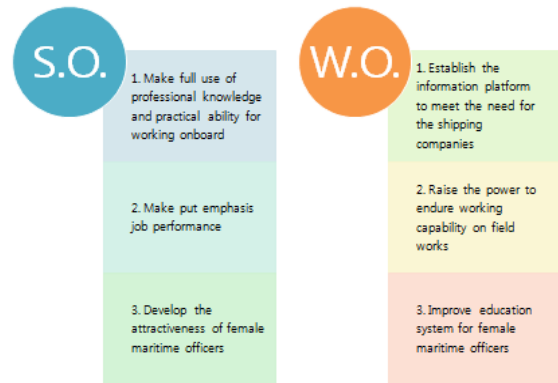 S.O.
1. Make full use of
professional knowledge
and practical ability for
working onboard
2. Make put emphasis
job performance
3. Develop the
attractiveness of female
maritime officers
W.O.
1. Establish the
information platform
to meet the need for
the shipping
companies
2. Raise the power to
endure working
capability on field
works
3. Improve education
system for female
maritime officers